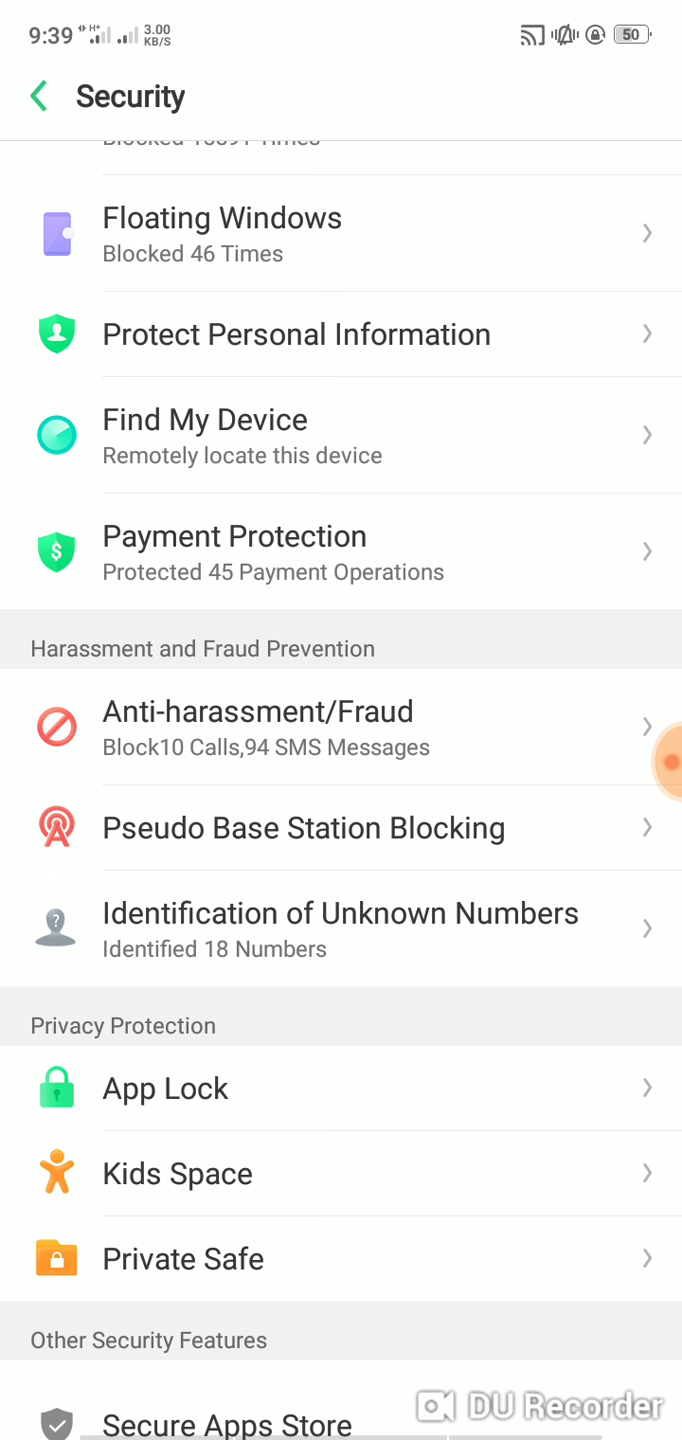 9:39 H+ 3.00
KB/S 50
Security
Floating Windows
Blocked 46 Times
Protect Personal Information
Find My Device
Remotely locate this device
Payment Protection
Protected 45 Payment Operations
Harassment and Fraud Prevention
Anti-harassment/Fraud
Block10 Calls,94 SMS Messages
Pseudo Base Station Blocking
Identification of Unknown Numbers
Identified 18 Numbers
Privacy Protection
App Lock
Kids Space
Private Safe
Other Security Features
Secure Apps Store
DU Recorder